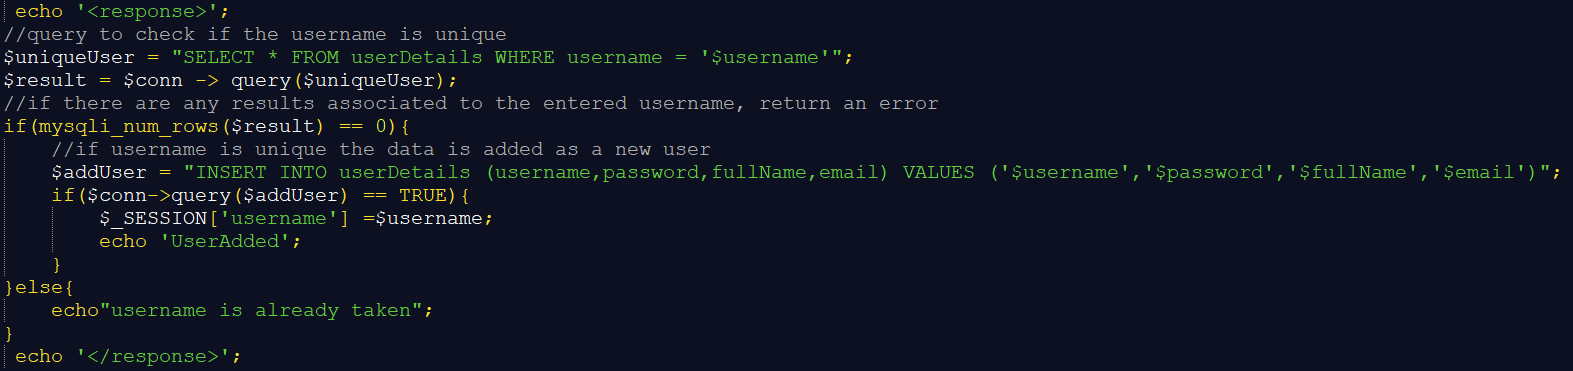 echo '<response>';
//query to check if the username is unique
$uniqueUser = "SELECT * FROM userDetails WHERE username = '$username'";
$result = $conn -> query($uniqueUser);
//if there are any results associated to the entered username, return an error
if(mysqli_num_rows($result) == 0){
//if username is unique the data is added as a new user
$addUser = "INSERT INTO userDetails (username,password,fullName,email) VALUES ('$username','$password','$fullName','$email')";
if($conn->query($addUser) == TRUE){
$_SESSION['username'] =$username;
echo 'UserAdded';
}
}else{
echo"username is already taken";
}
echo '</response>';